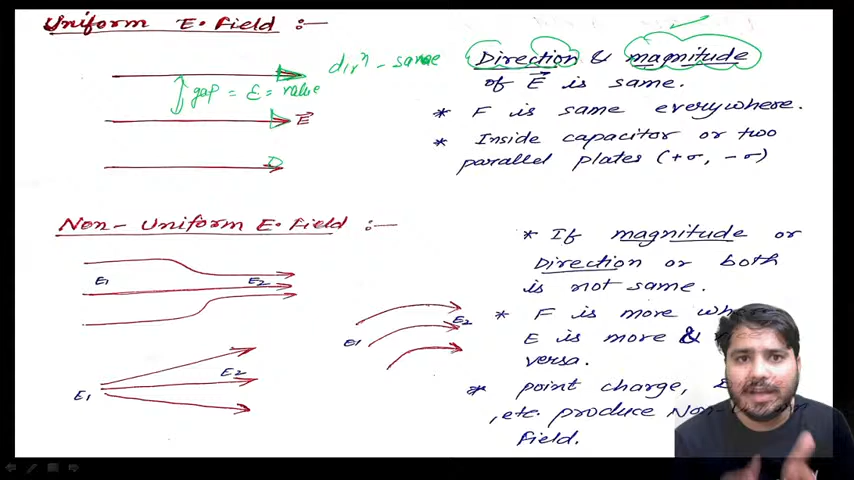 Uniform E. Field :-
dirⁿ - same
gap = E = value
E⃗
Direction & magnitude
of E⃗ is same.
* F is same everywhere.
* Inside capacitor or two
parallel plates (+σ, -σ)
Non- Uniform E. Field :-
E1 E2
E1 E2
E1 E2
* If magnitude or
Direction or both
is not same.
* F is more
E is more &
versa.
* point charge,
, etc. produce Non-
Field.